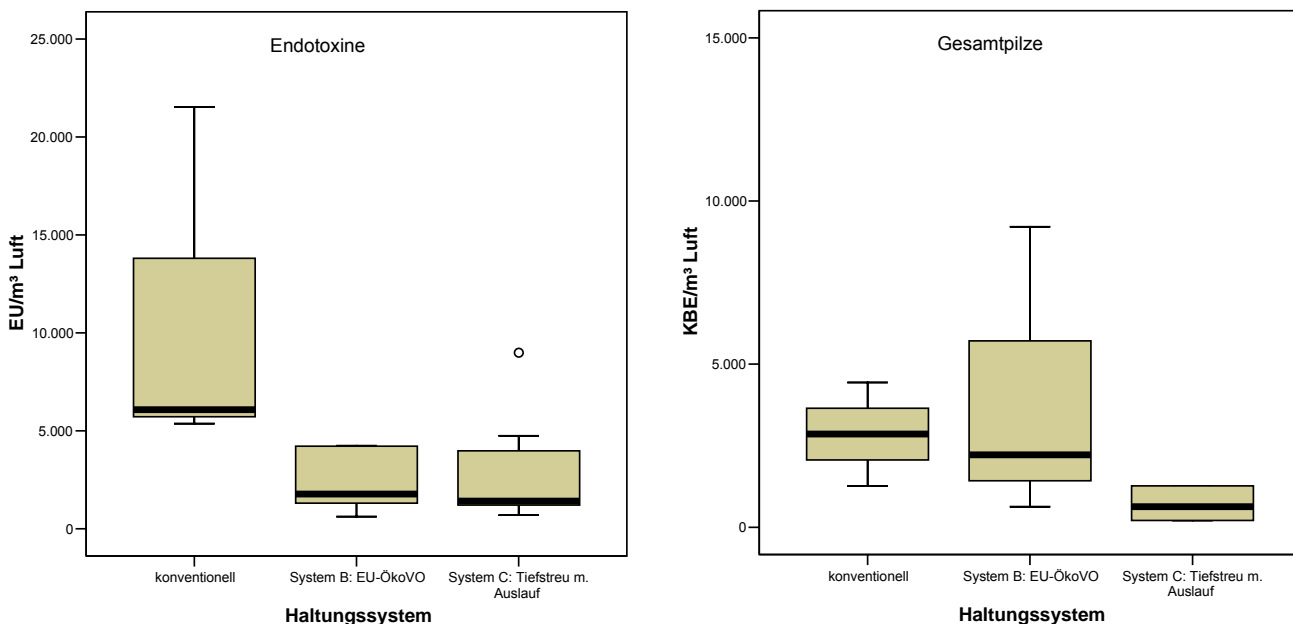 Endotoxine
25.000
20.000
15.000
10.000
5.000
0
EU/m³ Luft
konventionell
System B: EU-ÖkoVO
System C: Tiefstreu m.
Auslauf
Haltungssystem
Gesamtpilze
15.000
10.000
5.000
0
KBE/m³ Luft
konventionell
System B: EU-ÖkoVO
System C: Tiefstreu m.
Auslauf
Haltungssystem